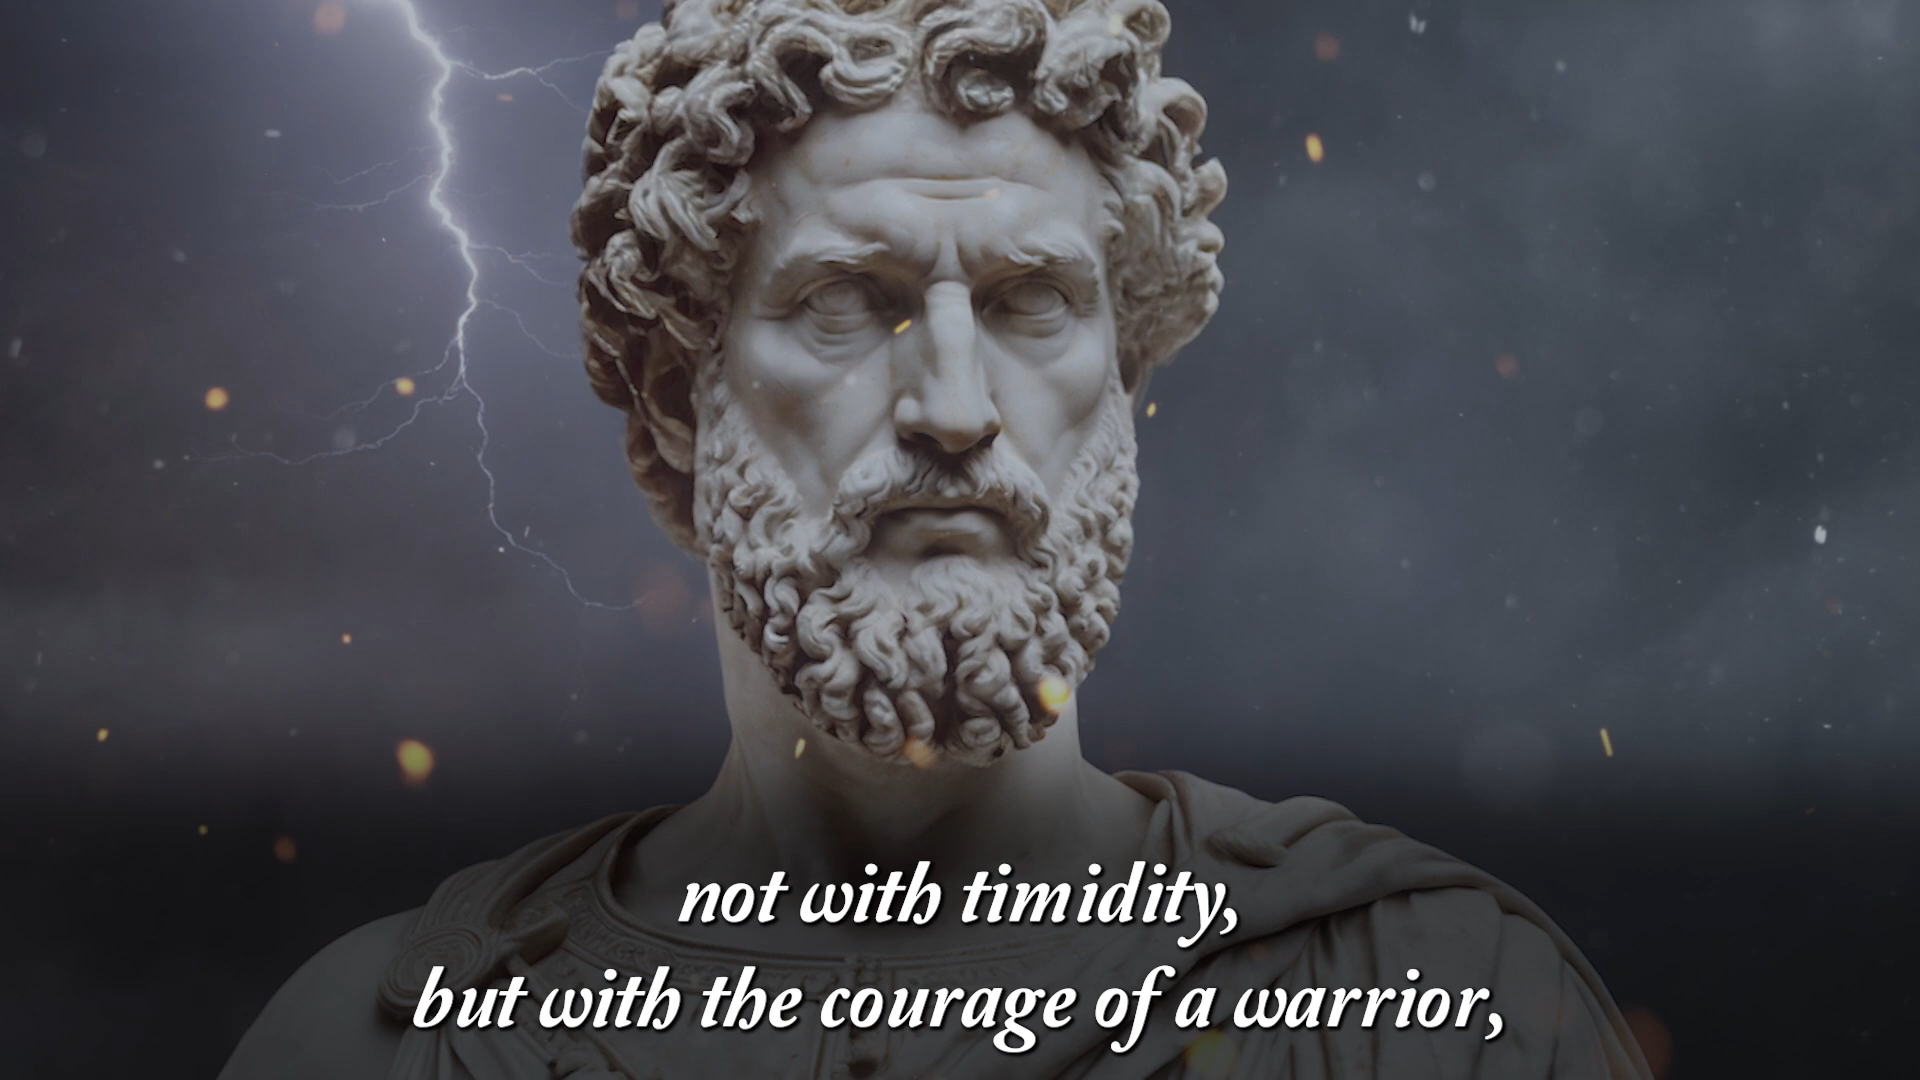 not with timidity,
but with the courage of a warrior,